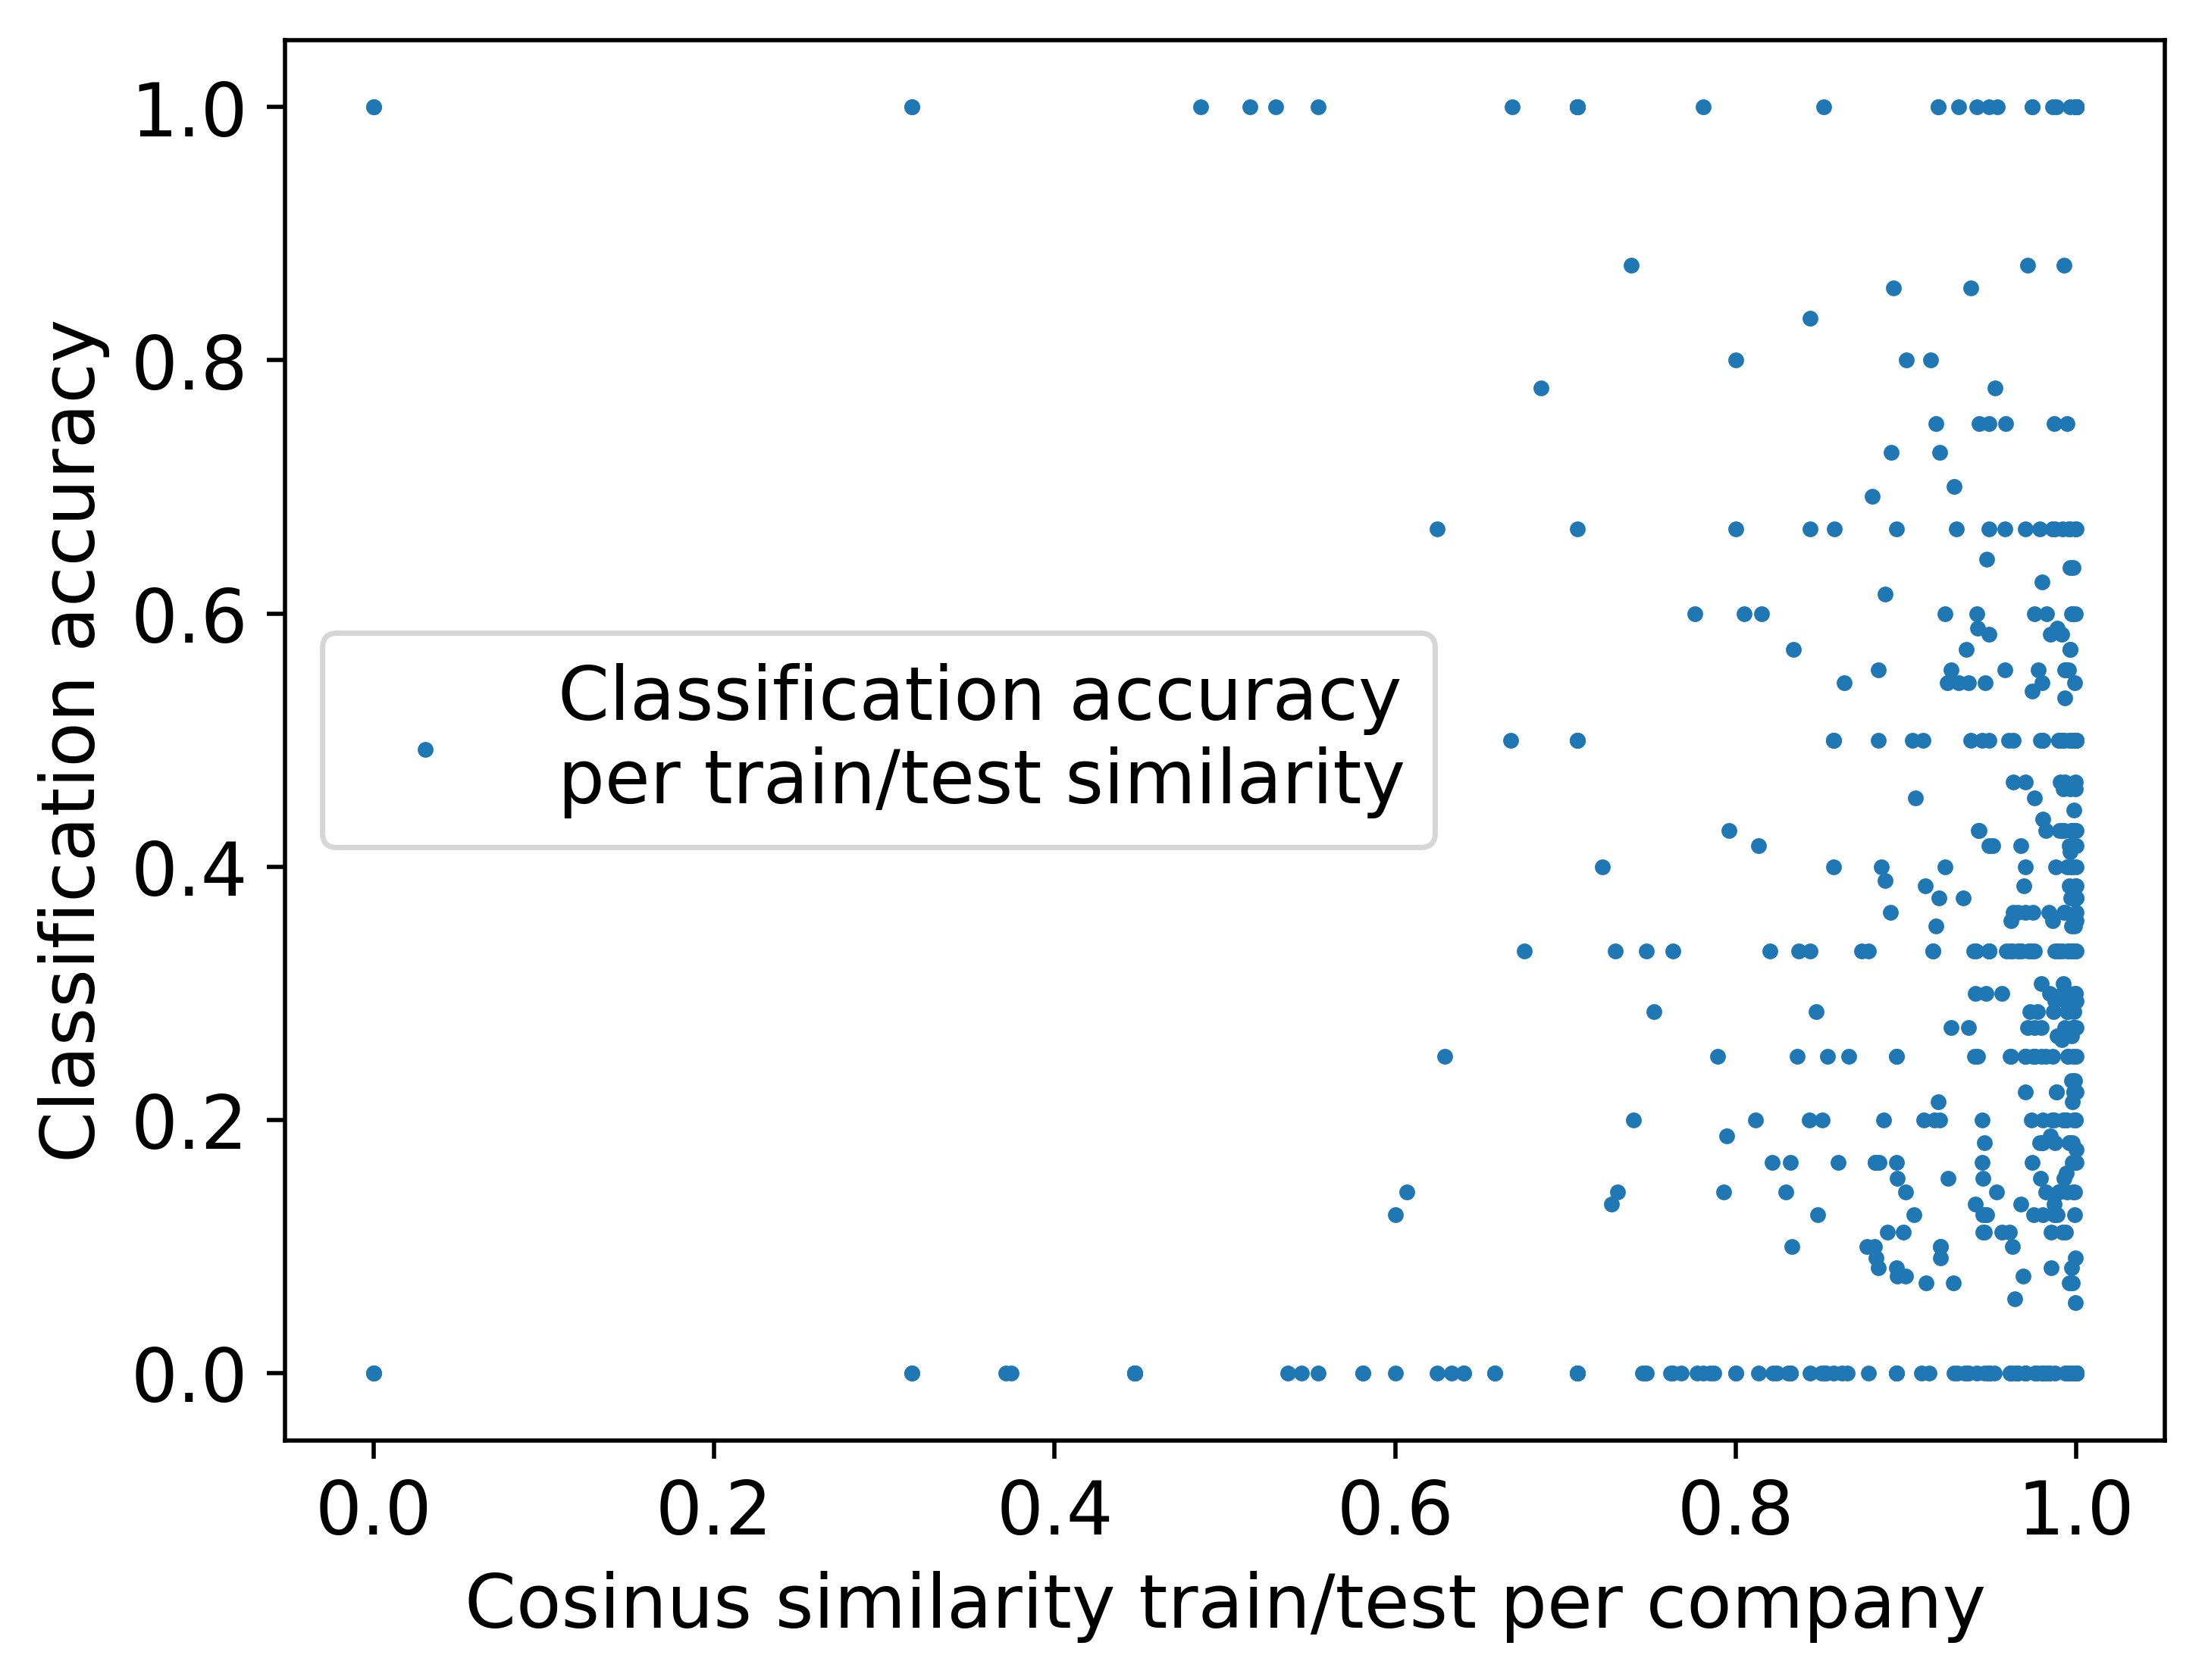 1.0
0.8
0.6
0.4
0.2
0.0
Classification accuracy
Classification accuracy
per train/test similarity
0.0 0.2 0.4 0.6 0.8 1.0
Cosinus similarity train/test per company